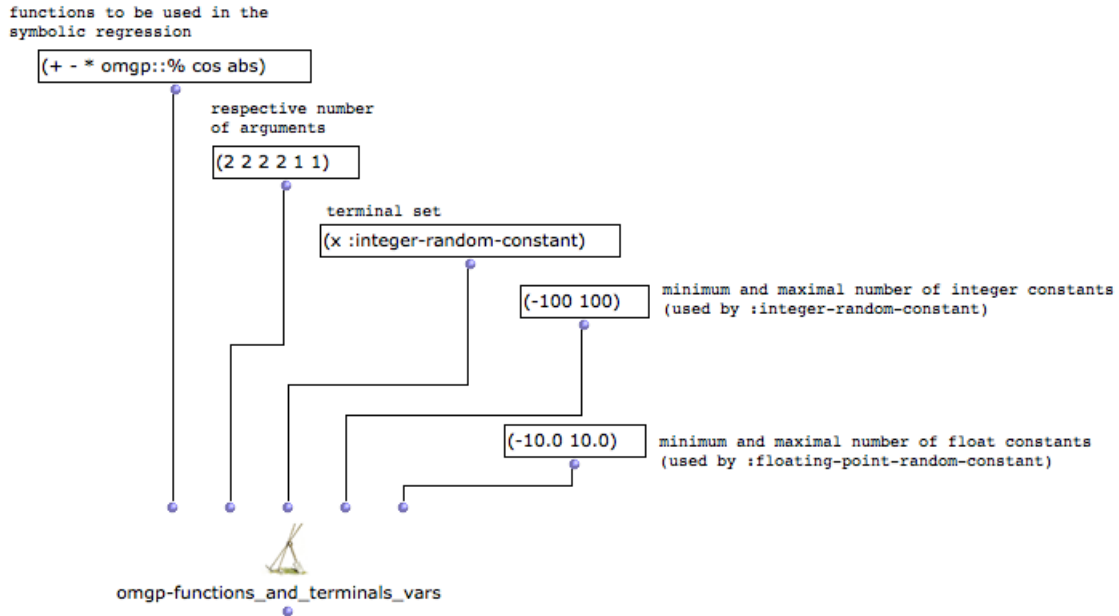 functions to be used in the
symbolic regression
(+ - * omgp::% cos abs)
respective number
of arguments
(2 2 2 2 1 1)
terminal set
(x :integer-random-constant)
(-100 100)
minimum and maximal number of integer constants
(used by :integer-random-constant)
(-10.0 10.0)
minimum and maximal number of float constants
(used by :floating-point-random-constant)
omgp-functions_and_terminals_vars